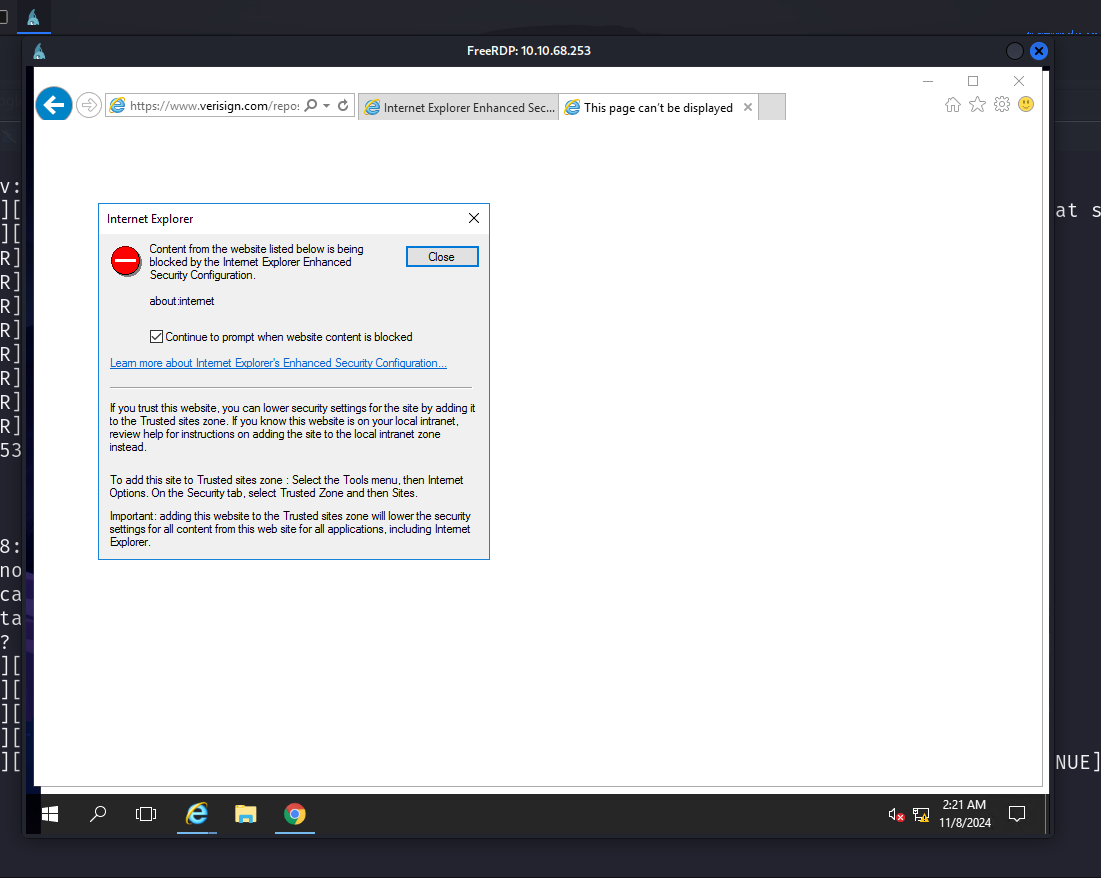 FreeRDP: 10.10.68.253
https://www.verisign.com/repo
Internet Explorer Enhanced Sec...
This page can't be displayed
v:
][
at s
][
R]
R]
R]
R]
R]
R]
R]
R]
53
Internet Explorer
Content from the website listed below is being
blocked by the Internet Explorer Enhanced
Security Configuration.
Close
about:internet
Continue to prompt when website content is blocked
Learn more about Internet Explorer's Enhanced Security Configuration...
If you trust this website, you can lower security settings for the site by adding it
to the Trusted sites zone. If you know this website is on your local intranet,
review help for instructions on adding the site to the local intranet zone
instead.
To add this site to Trusted sites zone : Select the Tools menu, then Internet
Options. On the Security tab, select Trusted Zone and then Sites.
Important: adding this website to the Trusted sites zone will lower the security
settings for all content from this web site for all applications, including Internet
Explorer.
8:
no
ca
ta
?
][
][
][
][
][
NUE]
2:21 AM
11/8/2024